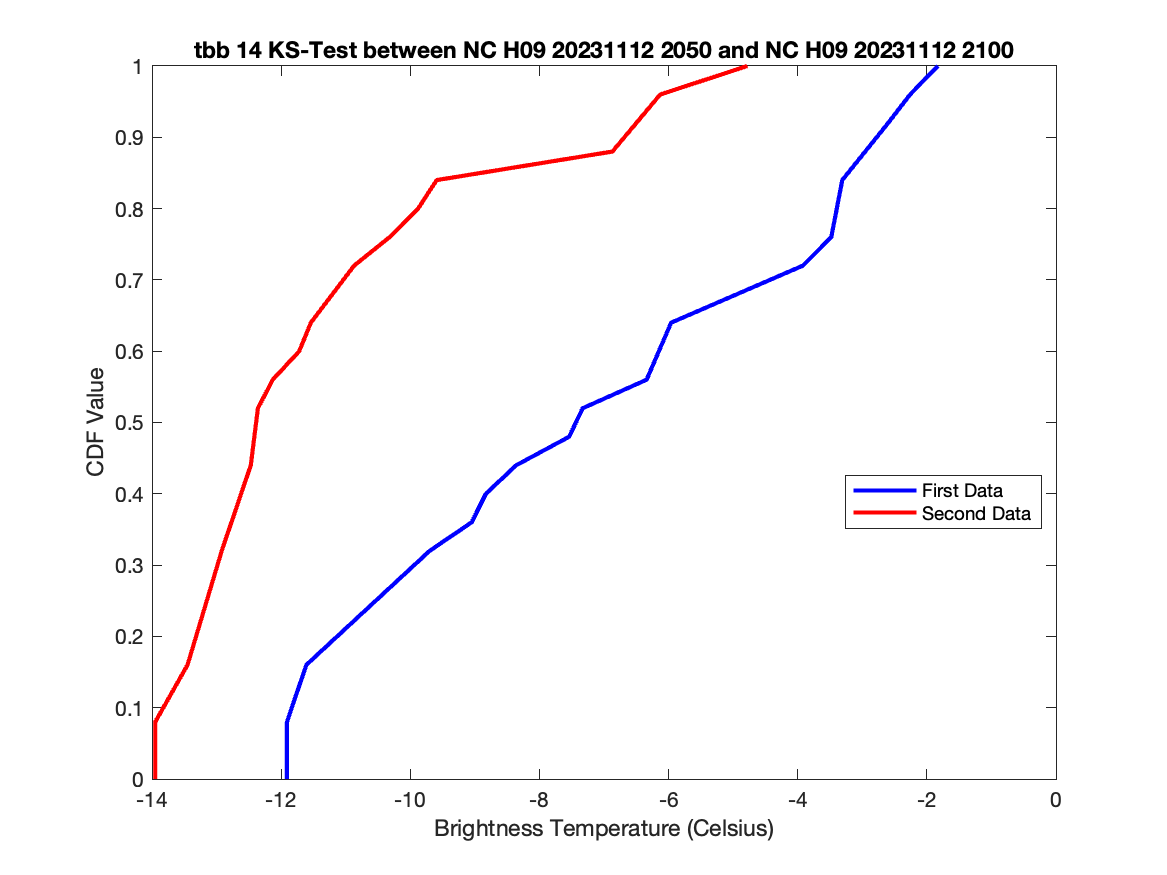 tbb 14 KS-Test between NC H09 20231112 2050 and NC H09 20231112 2100
1
0.9
0.8
0.7
0.6
0.5
0.4
0.3
0.2
0.1
0
CDF Value
First Data
Second Data
-14 -12 -10 -8 -6 -4 -2 0
Brightness Temperature (Celsius)